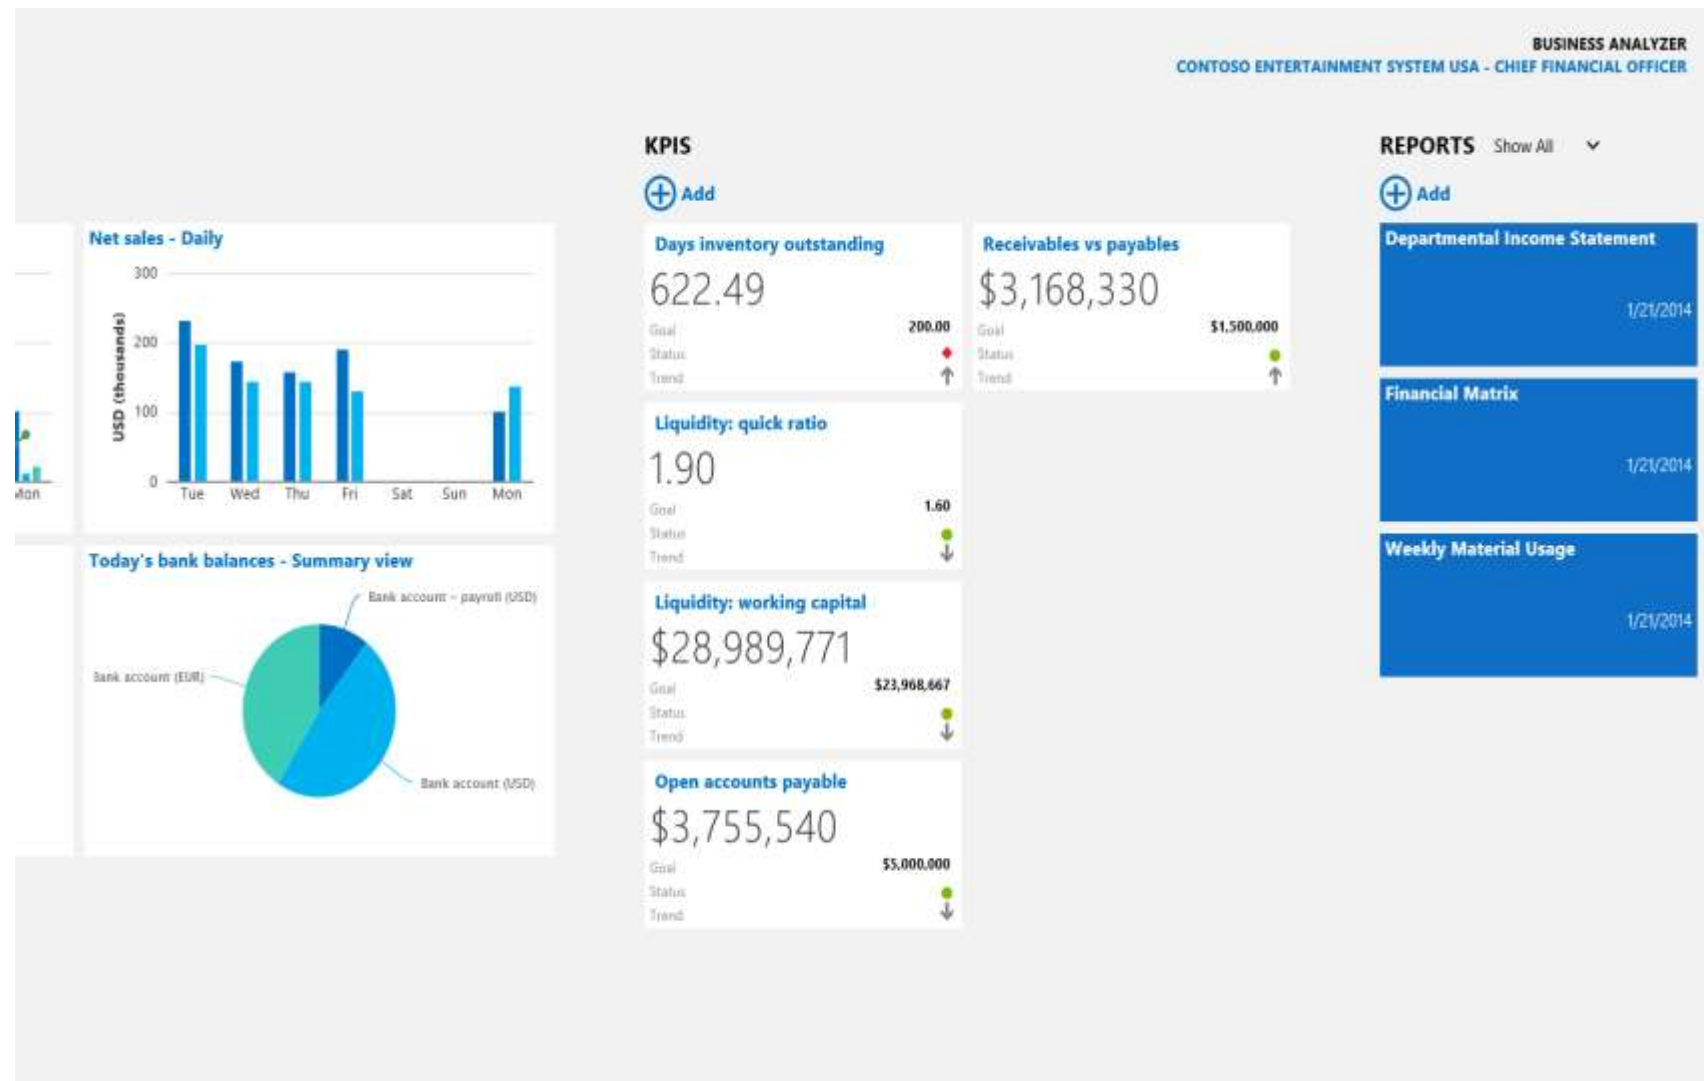 BUSINESS ANALYZER
CONTOSO ENTERTAINMENT SYSTEM USA - CHIEF FINANCIAL OFFICER
Mon
Net sales - Daily
USD (thousands)
300
200
100
0
Tue Wed Thu Fri Sat Sun Mon
Today's bank balances - Summary view
Bank account - payroll (USD)
Bank account (EUR)
Bank account (USD)
KPIS
Add
Days inventory outstanding
622.49
Goal 200.00
Status
Trend
Liquidity: quick ratio
1.90
Goal 1.60
Status
Trend
Liquidity: working capital
$28,989,771
Goal $23,968,667
Status
Trend
Open accounts payable
$3,755,540
Goal $5,000,000
Status
Trend
Receivables vs payables
$3,168,330
Goal $1,500,000
Status
Trend
REPORTS Show All
Add
Departmental Income Statement
1/21/2014
Financial Matrix
1/21/2014
Weekly Material Usage
1/21/2014